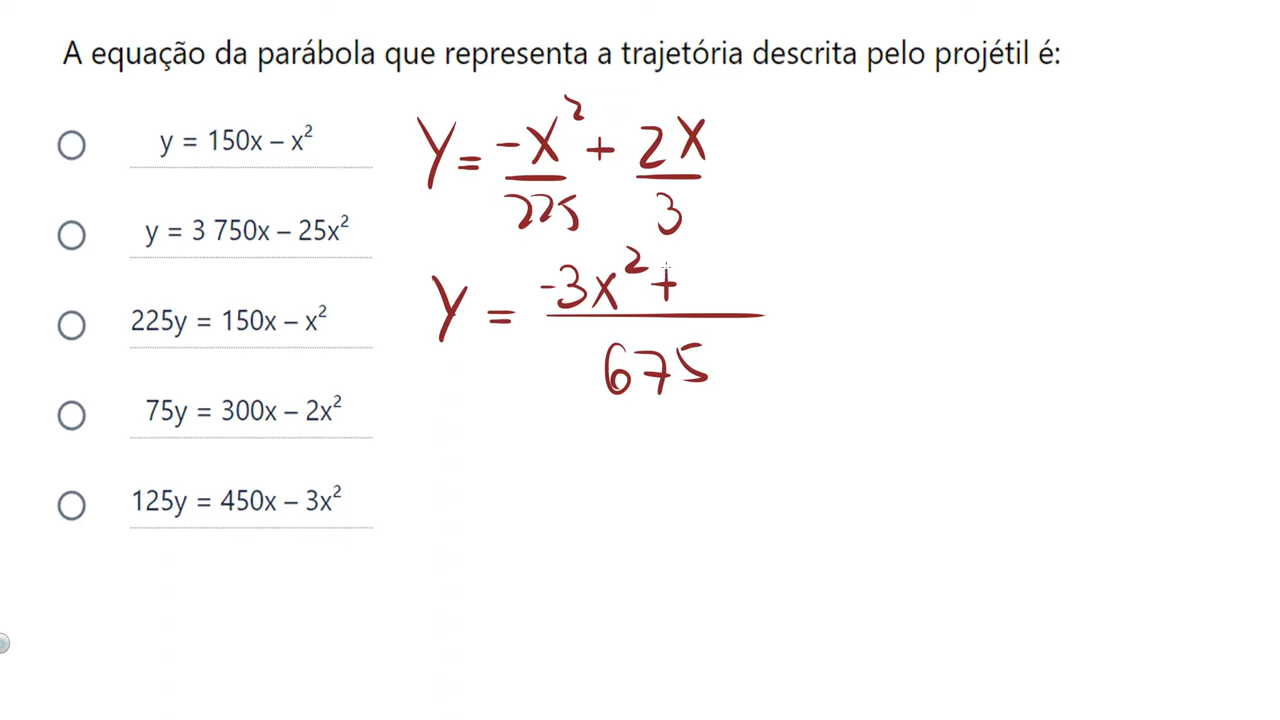 A equação da parábola que representa a trajetória descrita pelo projétil é:
y = 150x – x²
y = 3 750x – 25x²
225y = 150x – x²
75y = 300x – 2x²
125y = 450x – 3x²
Y = -x²/225 + 2x/3
Y = -3x² + /675